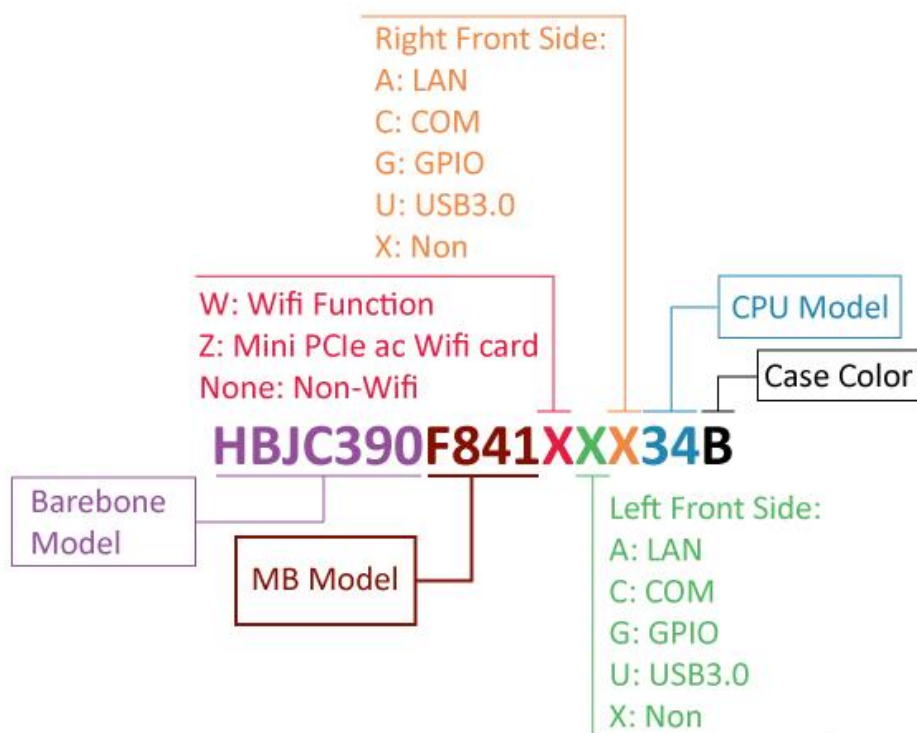 Right Front Side:
A: LAN
C: COM
G: GPIO
U: USB3.0
X: Non
W: Wifi Function
Z: Mini PCIe ac Wifi card
None: Non-Wifi
CPU Model
Case Color
HBJC390F841XXX34B
Barebone
Model
MB Model
Left Front Side:
A: LAN
C: COM
G: GPIO
U: USB3.0
X: Non